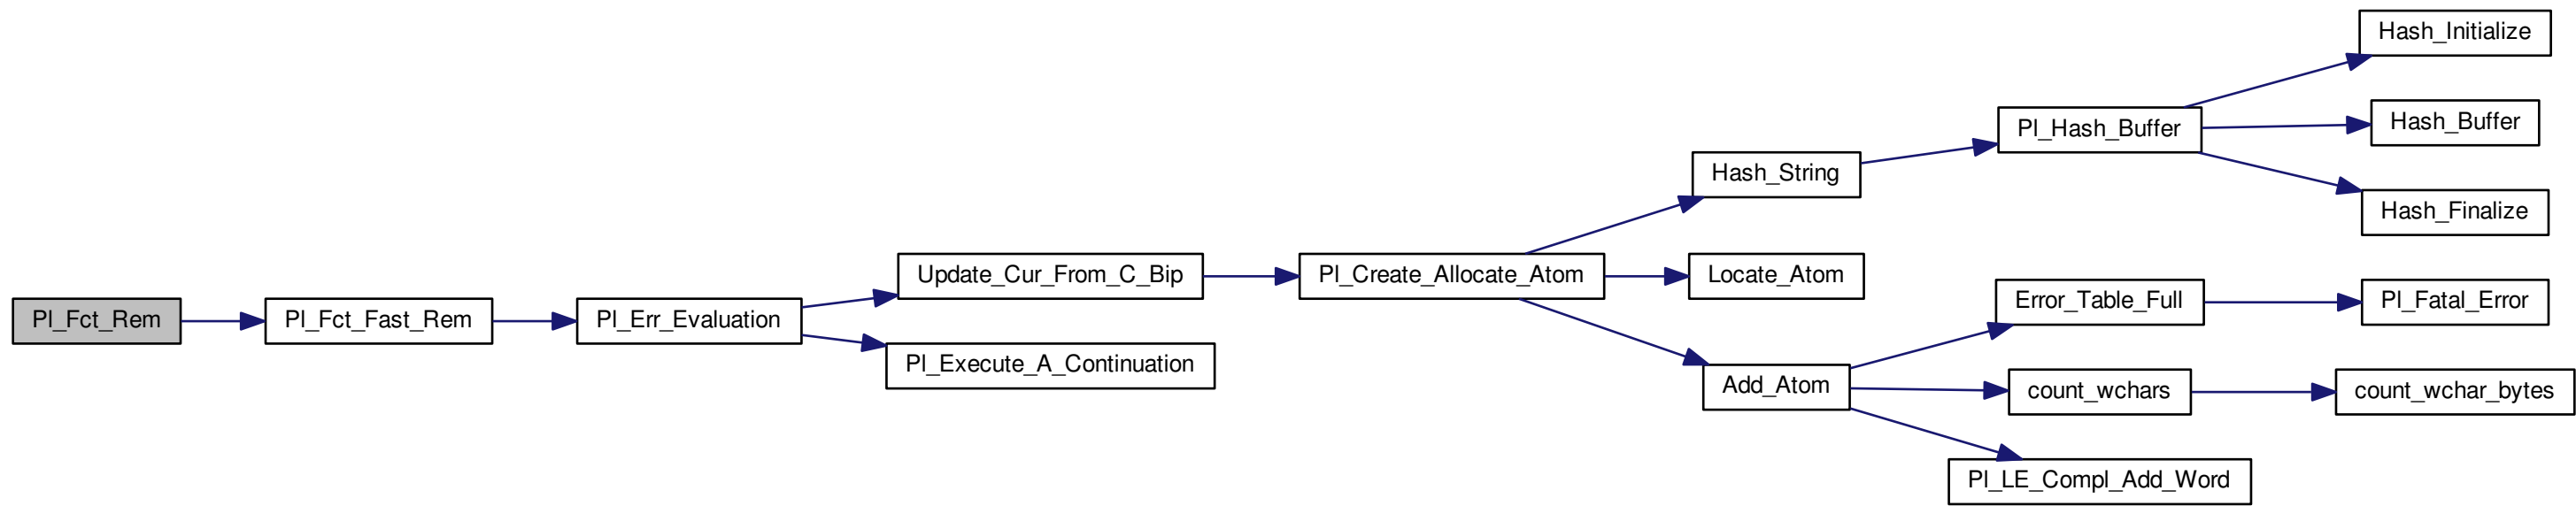 Pl_Fct_Rem
Pl_Fct_Fast_Rem
Pl_Err_Evaluation
Update_Cur_From_C_Bip
Pl_Execute_A_Continuation
Pl_Create_Allocate_Atom
Hash_String
Locate_Atom
Add_Atom
Pl_Hash_Buffer
Error_Table_Full
count_wchars
Pl_LE_Compl_Add_Word
Hash_Initialize
Hash_Buffer
Hash_Finalize
Pl_Fatal_Error
count_wchar_bytes